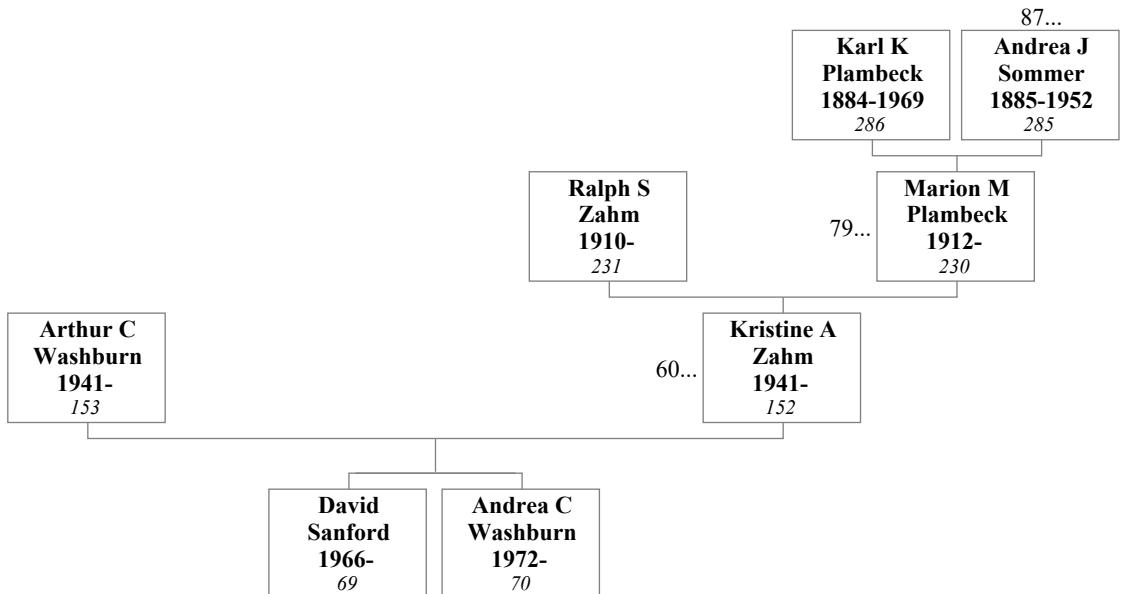 87...
Karl K
Plambeck
1884-1969
286
Andrea J
Sommer
1885-1952
285
Ralph S
Zahm
1910-
231
79...
Marion M
Plambeck
1912-
230
Arthur C
Washburn
1941-
153
60...
Kristine A
Zahm
1941-
152
David
Sanford
1966-
69
Andrea C
Washburn
1972-
70